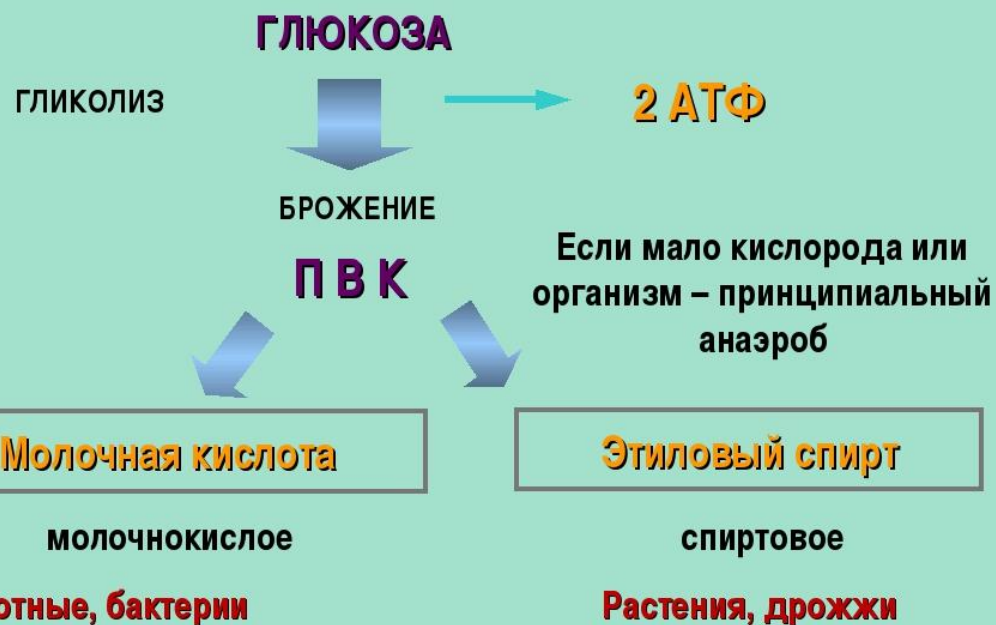 ГЛЮКОЗА
ГЛИКОЛИЗ
2 АТФ
БРОЖЕНИЕ
П В К
Если мало кислорода или
организм – принципиальный
анаэроб
Молочная кислота
Этиловый спирт
молочнокислое
спиртовое
бактерии
Растения, дрожжи